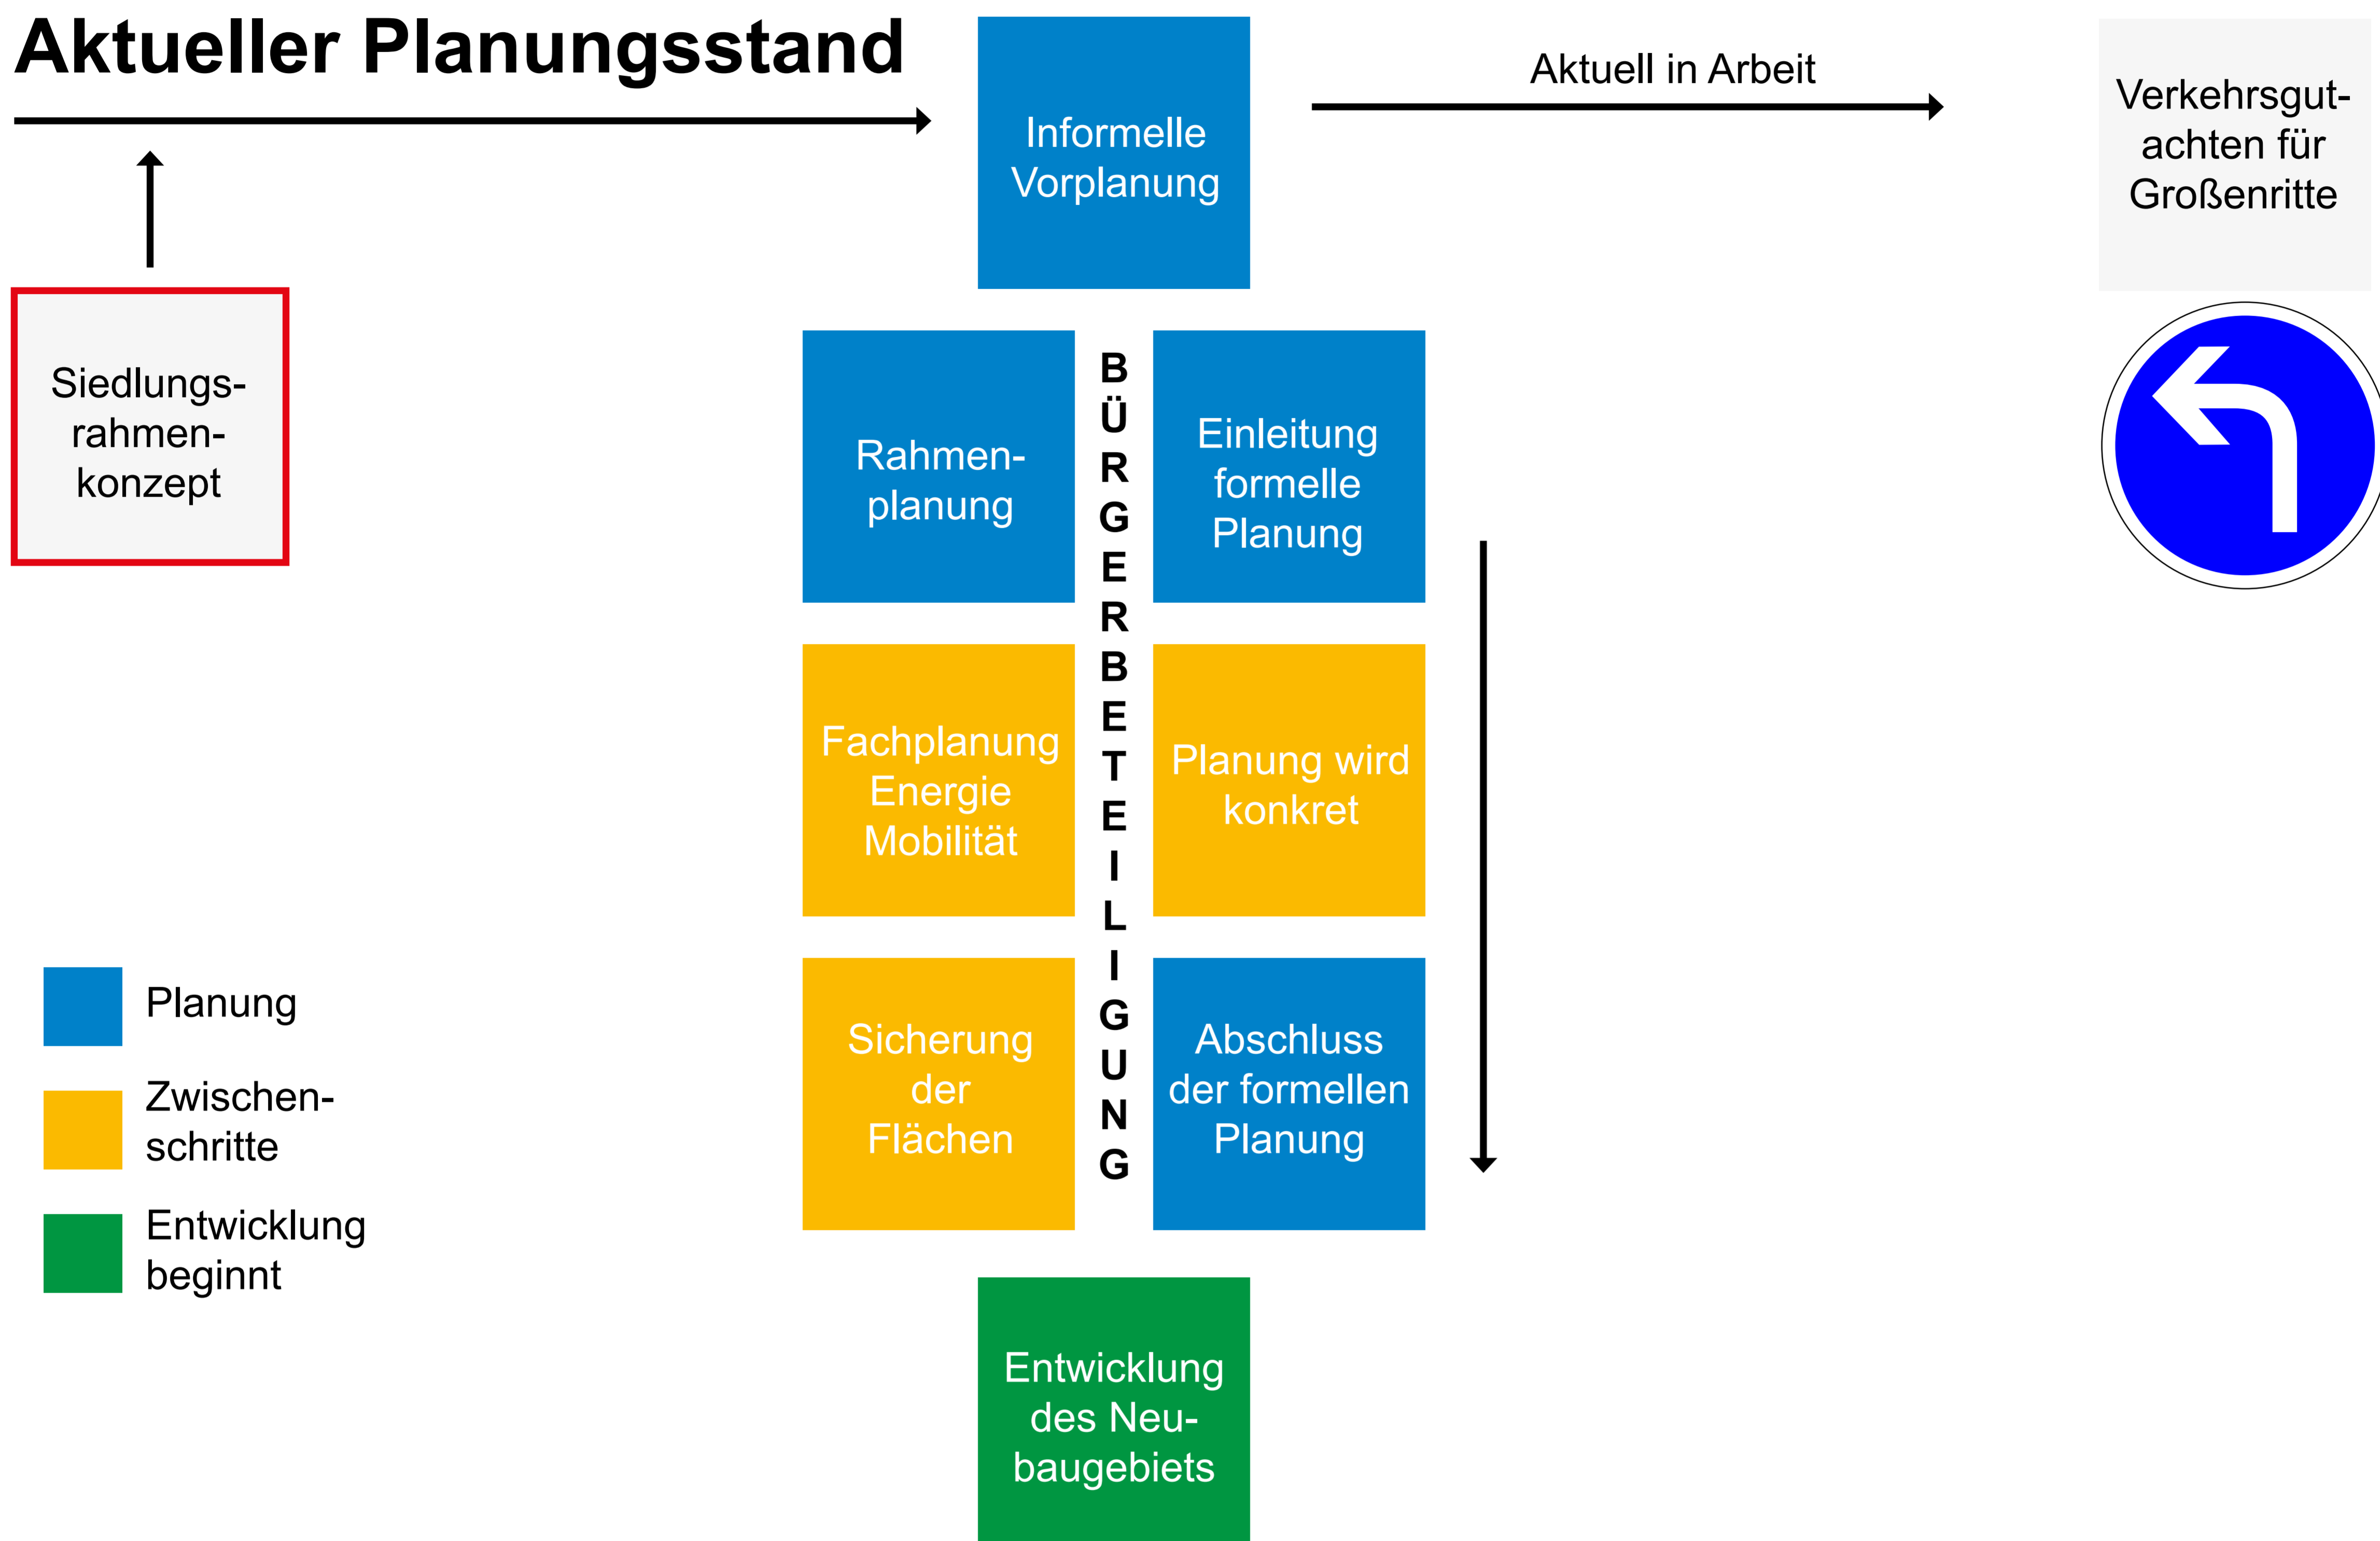 Aktueller Planungsstand
Informelle
Vorplanung
Aktuell in Arbeit
Verkehrsgut-
achten für
Großenritte
Siedlungs-
rahmen-
konzept
Rahmen-
planung
BÜRGERBETEILIGUNG
Einleitung
formelle
Planung
Fachplanung
Energie
Mobilität
Planung wird
konkret
Sicherung
der
Flächen
Abschluss
der formellen
Planung
Planung
Zwischen-
schritte
Entwicklung
beginnt
Entwicklung
des Neu-
baugebiets